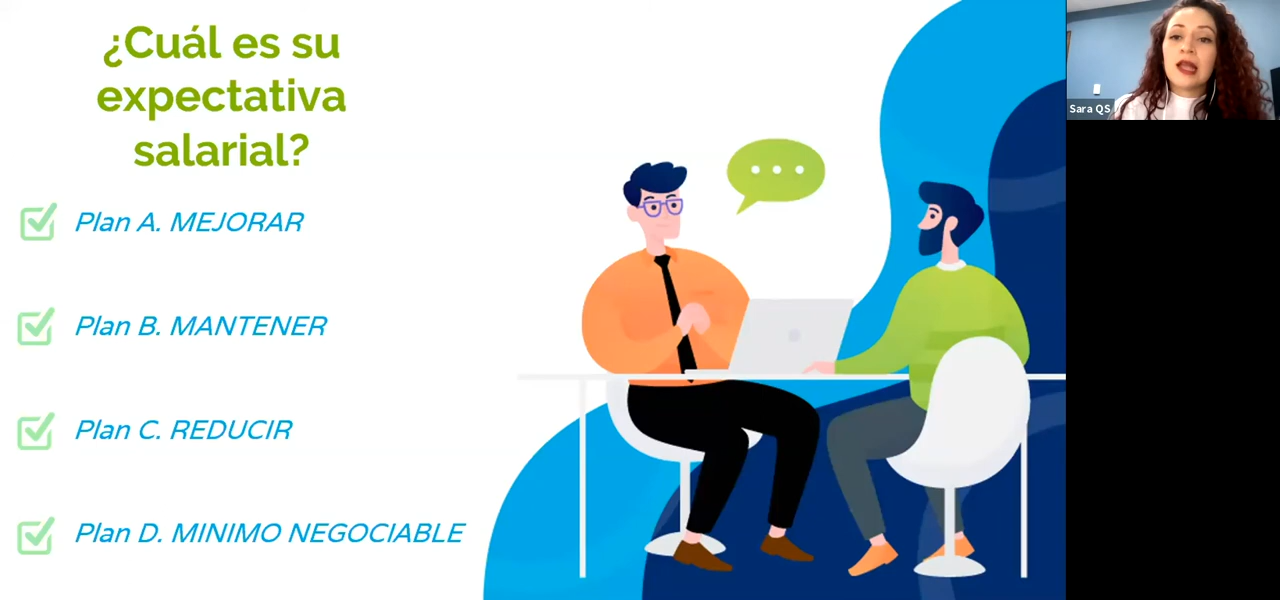 ¿Cuál es su
expectativa
salarial?
Plan A. MEJORAR
Plan B. MANTENER
Plan C. REDUCIR
Plan D. MINIMO NEGOCIABLE
Sara QS